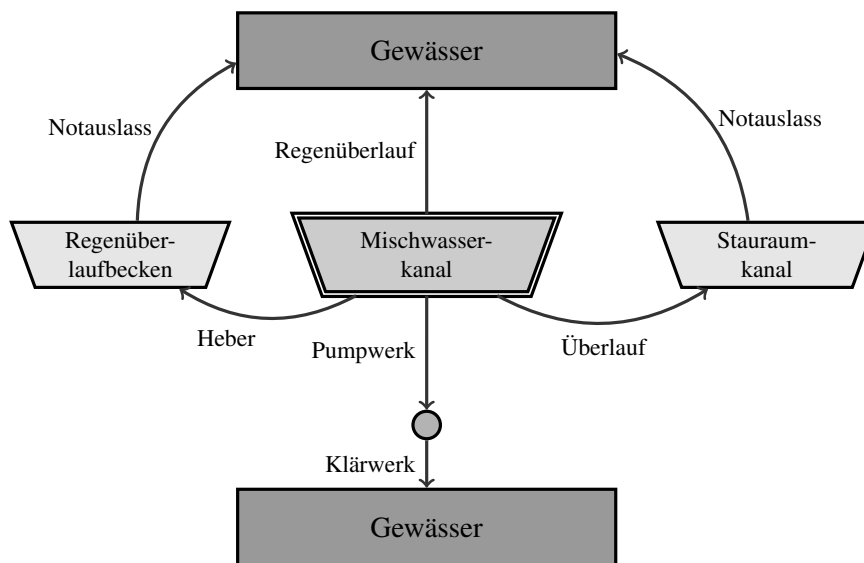 Gewässer
Notauslass
Notauslass
Regenüberlauf
Regenüber-
laufbecken
Mischwasser-
kanal
Stauraum-
kanal
Heber
Pumpwerk
Überlauf
Klärwerk
Gewässer